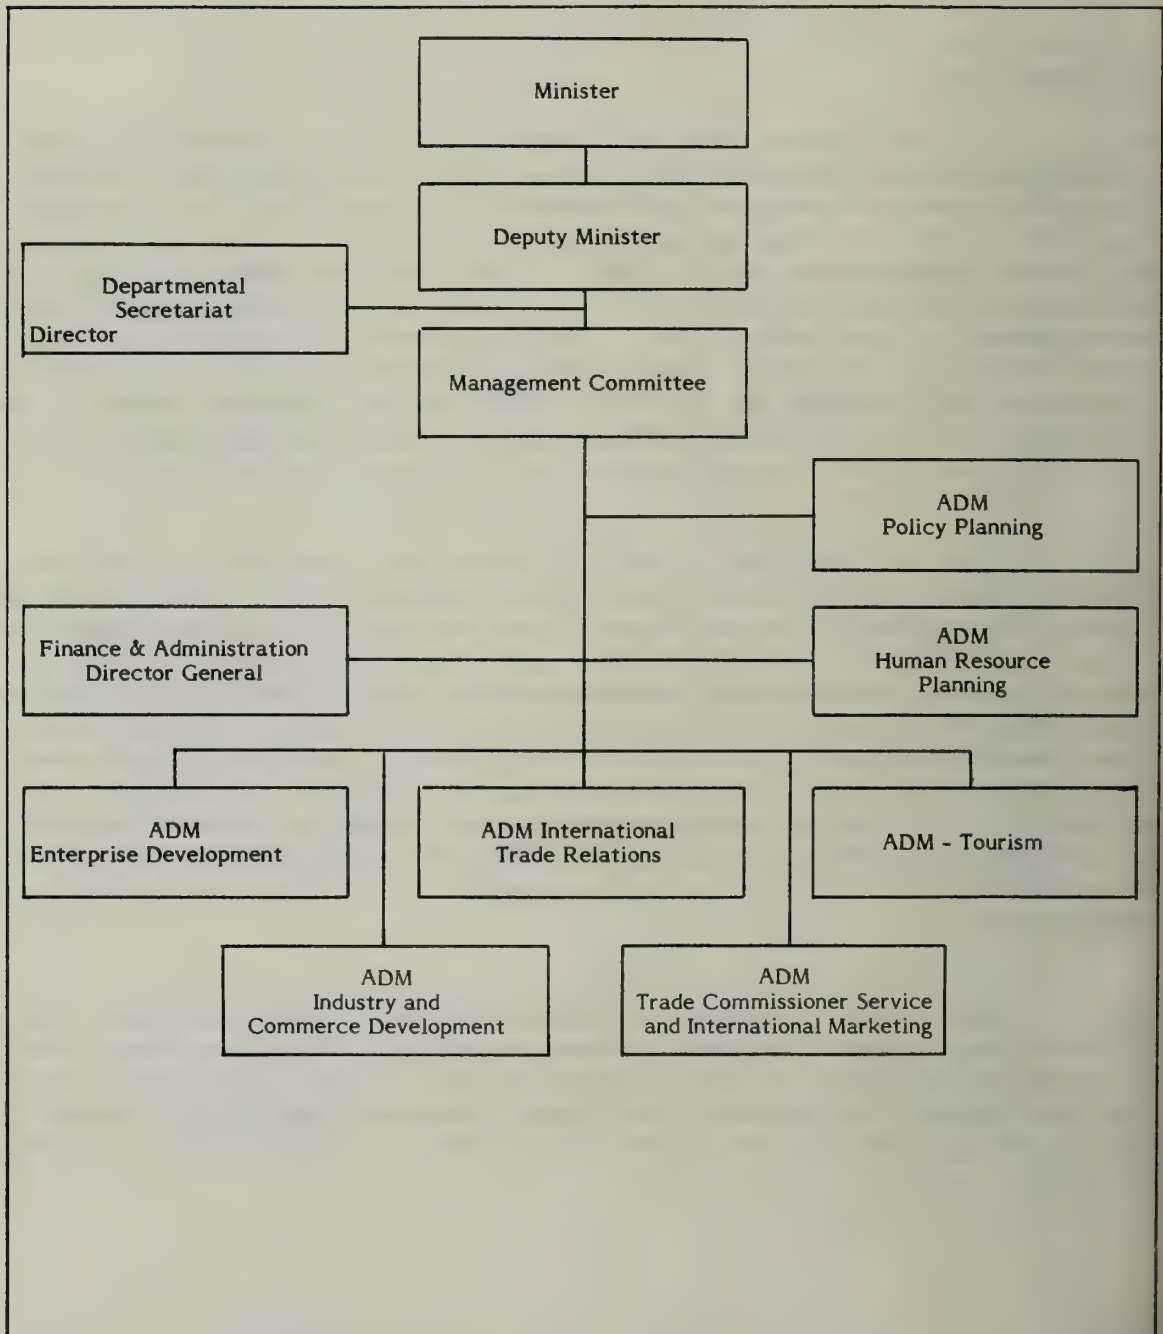 Minister
Deputy Minister
Departmental
Secretariat
Director
Management Committee
ADM
Policy Planning
Finance & Administration
Director General
ADM
Human Resource
Planning
ADM
Enterprise Development
ADM International
Trade Relations
ADM - Tourism
ADM
Industry and
Commerce Development
ADM
Trade Commissioner Service
and International Marketing